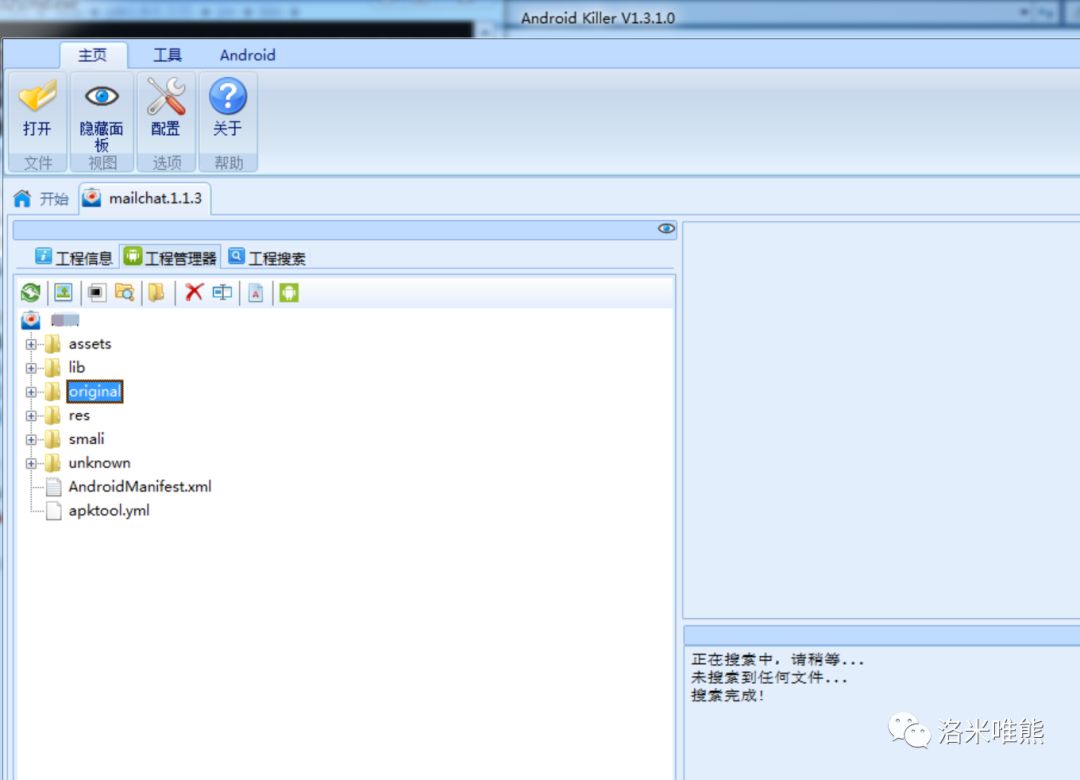 Android Killer V1.3.1.0
主页 工具 Android
打开 隐藏面板 配置 关于
文件 视图 选项 帮助
开始 mailchat.1.1.3
工程信息 工程管理器 工程搜索
assets
lib
original
res
smali
unknown
AndroidManifest.xml
apktool.yml
正在搜索中，请稍等...
未搜索到任何文件...
搜索完成!
洛米唯熊